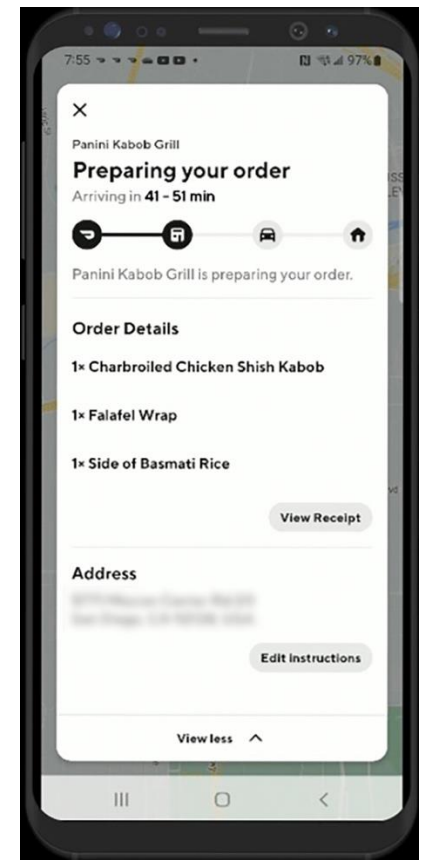 7:55
97%
Panini Kabob Grill
Preparing your order
Arriving in 41 - 51 min
Panini Kabob Grill is preparing your order.
Order Details
1× Charbroiled Chicken Shish Kabob
1× Falafel Wrap
1× Side of Basmati Rice
View Receipt
Address
Edit Instructions
View less